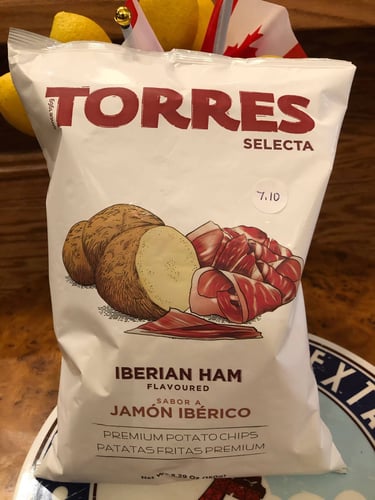 TORRES
SELECTA
7.10
IBERIAN HAM
FLAVOURED
SABOR A
JAMÓN IBÉRICO
PREMIUM POTATO CHIPS
PATATAS FRITAS PREMIUM